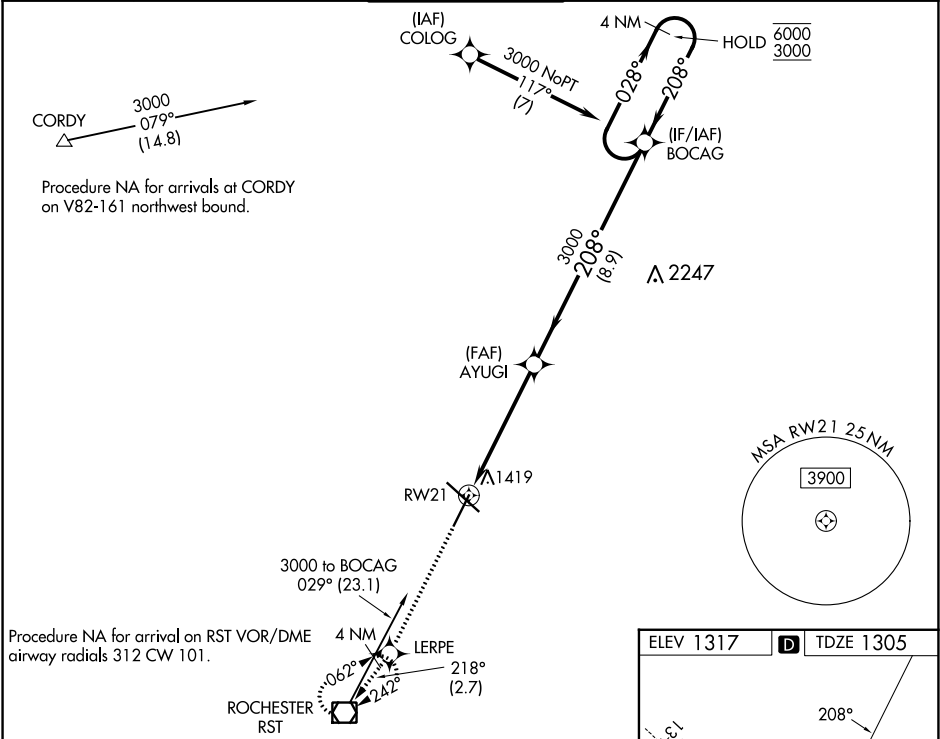 (IAF)
COLOG
3000 NoPT
117°
(7)
4 NM
HOLD
6000
3000
028°
208°
(IF/IAF)
BOCAG
CORDY
3000
079°
(14.8)
Procedure NA for arrivals at CORDY
on V82-161 northwest bound.
3000
208°
(8.9)
2247
(FAF)
AYUGI
MSA RW21 25 NM
3900
1419
RW21
3000 to BOCAG
029° (23.1)
Procedure NA for arrival on RST VOR/DME
airway radials 312 CW 101.
4 NM
LERPE
062°
242°
218°
(2.7)
ROCHESTER
RST
ELEV 1317
D
TDZE 1305
208°